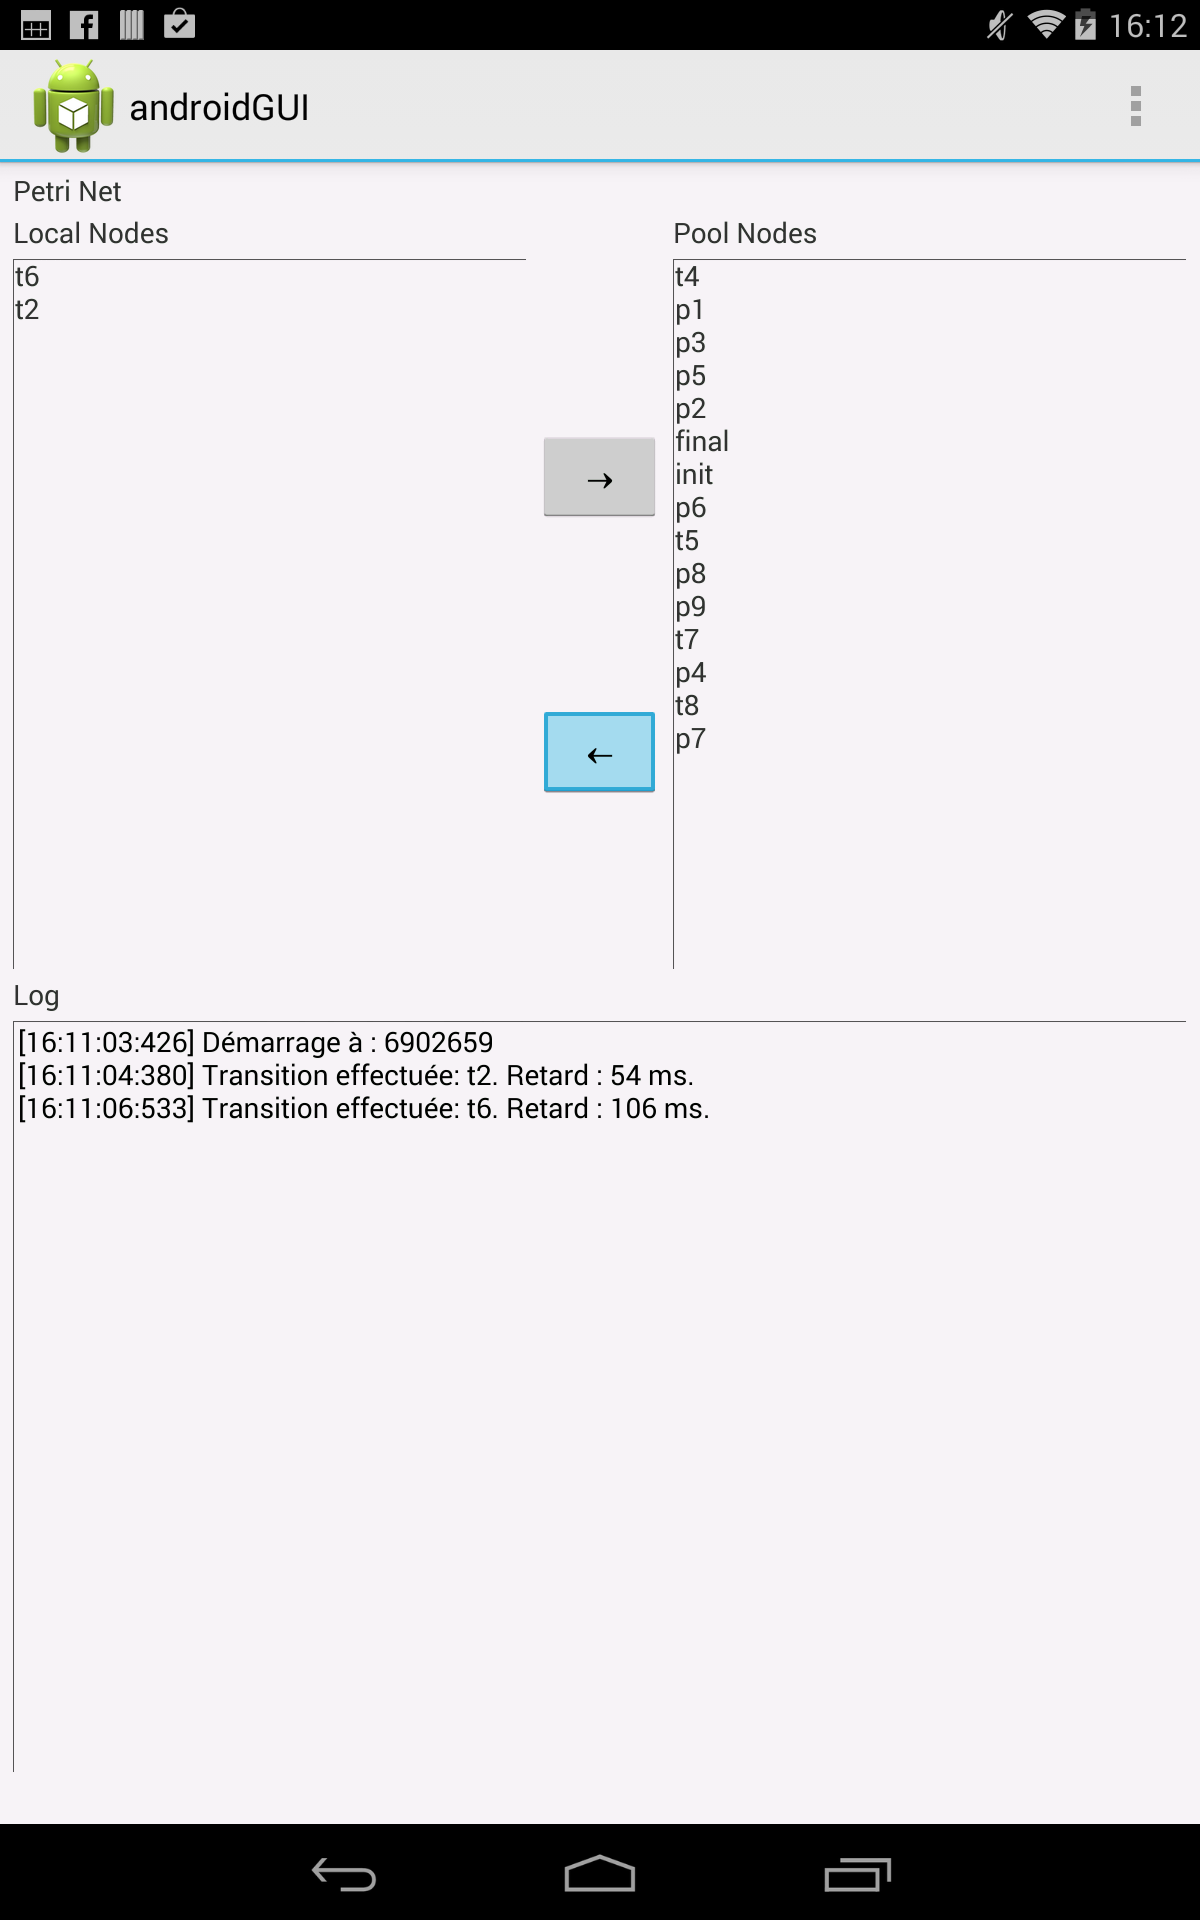 16:12
androidGUI
Petri Net
Local Nodes
t6
t2
→
←
Pool Nodes
t4
p1
p3
p5
p2
final
init
p6
t5
p8
p9
t7
p4
t8
p7
Log
[16:11:03:426] Démarrage à : 6902659
[16:11:04:380] Transition effectuée: t2. Retard : 54 ms.
[16:11:06:533] Transition effectuée: t6. Retard : 106 ms.